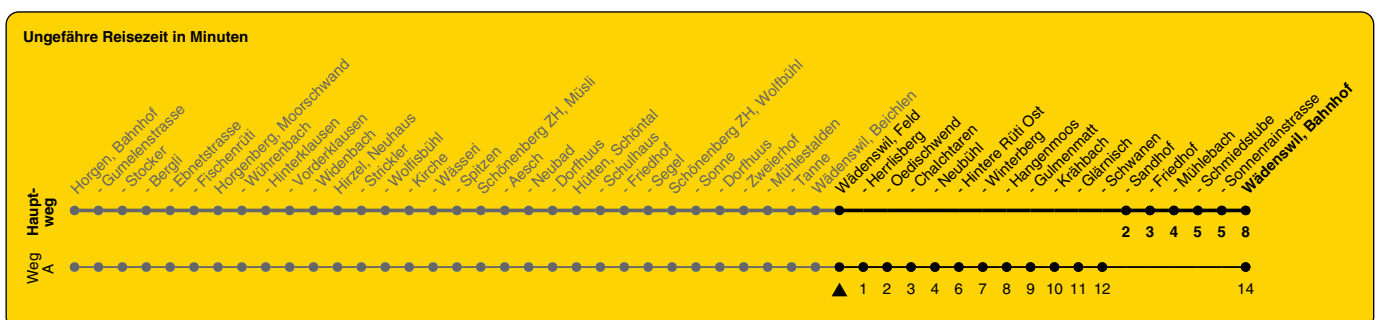 Ungefähre Reisezeit in Minuten
Horgen, Bahnhof
- Gumelenstrasse
- Stocker
- Bergli
- Ebnetstrasse
- Fischenrüti
Horgenberg, Moorschwand
- Wührenbach
- Hinterklausen
- Vorderklausen
- Widenbach
Hirzel, Neuhaus
- Strickler
- Wolfisbühl
- Kirche
- Wässeri
- Spitzen
Schönenberg ZH, Müsli
- Aesch
- Neubad
- Dorfhuus
Hütten, Schöntal
- Schulhaus
- Friedhof
- Segel
Schönenberg ZH, Wolfbühl
- Sonne
- Dorfhuus
- Zweierhof
- Mühlestalden
- Tanne
Wädenswil, Beichlen
Wädenswil, Feld
- Herrlisberg
- Oedischwend
- Chaltchtaren
- Neubühl
- Hintere Rüti Ost
- Winterberg
- Hangenmoos
- Gulmenmatt
- Krähbach
- Glärnisch
- Schwanen
- Sandhof
- Friedhof
- Mühlebach
- Schmiedstube
- Sonnenrainstrasse
Wädenswil, Bahnhof
Haupt-
weg
2 3 4 5 5 8
Weg
A
1 2 3 4 6 7 8 9 10 11 12 14